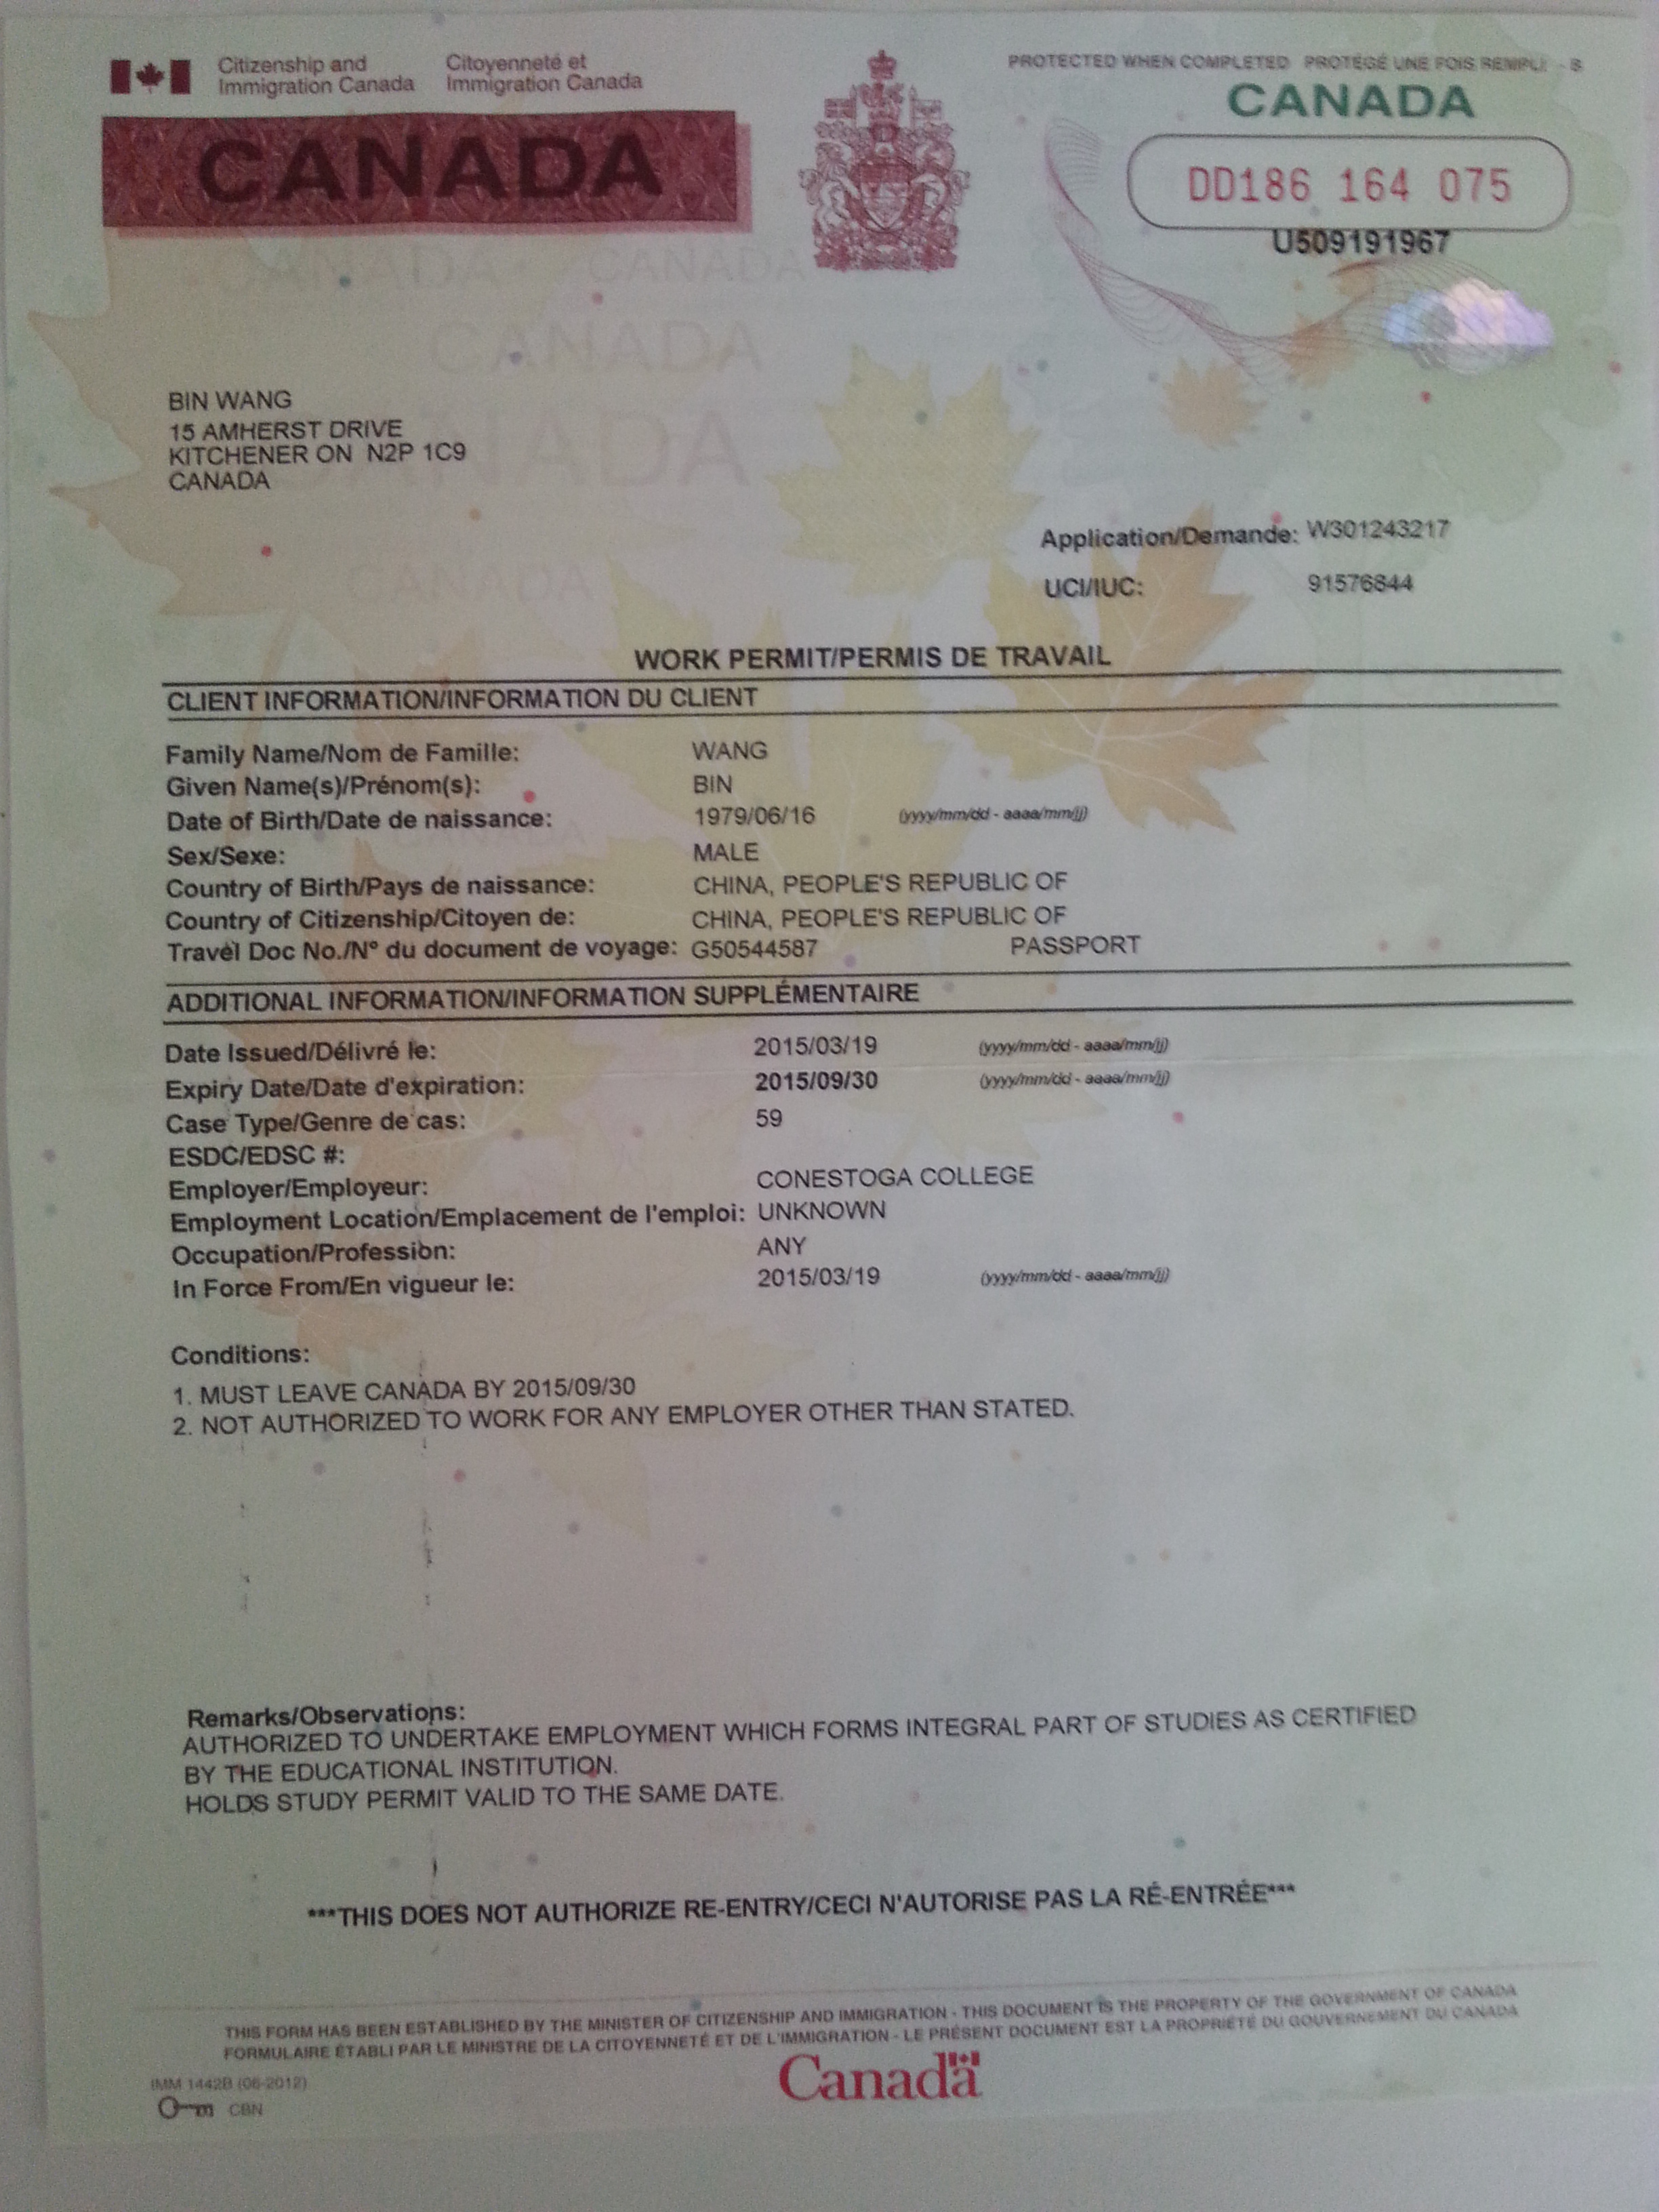 Citizenship and Immigration Canada
Citoyenneté et Immigration Canada
PROTECTED WHEN COMPLETED PROTÉGÉ UNE FOIS REMPLI - B
CANADA
CANADA
DD186 164 075
U509191967
BIN WANG
15 AMHERST DRIVE
KITCHENER ON N2P 1C9
CANADA
Application/Demande: W301243217
UCI/IUC: 91576844
WORK PERMIT/PERMIS DE TRAVAIL
CLIENT INFORMATION/INFORMATION DU CLIENT
Family Name/Nom de Famille: WANG
Given Name(s)/Prénom(s): BIN
Date of Birth/Date de naissance: 1979/06/16 (yyyy/mm/dd - aaaa/mm/jj)
Sex/Sexe: MALE
Country of Birth/Pays de naissance: CHINA, PEOPLE'S REPUBLIC OF
Country of Citizenship/Citoyen de: CHINA, PEOPLE'S REPUBLIC OF
Travel Doc No./N° du document de voyage: G50544587 PASSPORT
ADDITIONAL INFORMATION/INFORMATION SUPPLÉMENTAIRE
Date Issued/Délivré le: 2015/03/19 (yyyy/mm/dd - aaaa/mm/jj)
Expiry Date/Date d'expiration: 2015/09/30 (yyyy/mm/dd - aaaa/mm/jj)
Case Type/Genre de cas: 59
ESDC/EDSC #:
Employer/Employeur: CONESTOGA COLLEGE
Employment Location/Emplacement de l'emploi: UNKNOWN
Occupation/Profession: ANY
In Force From/En vigueur le: 2015/03/19 (yyyy/mm/dd - aaaa/mm/jj)
Conditions:
1. MUST LEAVE CANADA BY 2015/09/30
2. NOT AUTHORIZED TO WORK FOR ANY EMPLOYER OTHER THAN STATED.
Remarks/Observations:
AUTHORIZED TO UNDERTAKE EMPLOYMENT WHICH FORMS INTEGRAL PART OF STUDIES AS CERTIFIED
BY THE EDUCATIONAL INSTITUTION.
HOLDS STUDY PERMIT VALID TO THE SAME DATE.
***THIS DOES NOT AUTHORIZE RE-ENTRY/CECI N'AUTORISE PAS LA RÉ-ENTRÉE***
THIS FORM HAS BEEN ESTABLISHED BY THE MINISTER OF CITIZENSHIP AND IMMIGRATION - THIS DOCUMENT IS THE PROPERTY OF THE GOVERNMENT OF CANADA
FORMULAIRE ÉTABLI PAR LE MINISTRE DE LA CITOYENNETÉ ET DE L'IMMIGRATION - LE PRÉSENT DOCUMENT EST LA PROPRIÉTÉ DU GOUVERNEMENT DU CANADA
IMM 1442B (06-2012)
CBN
Canada